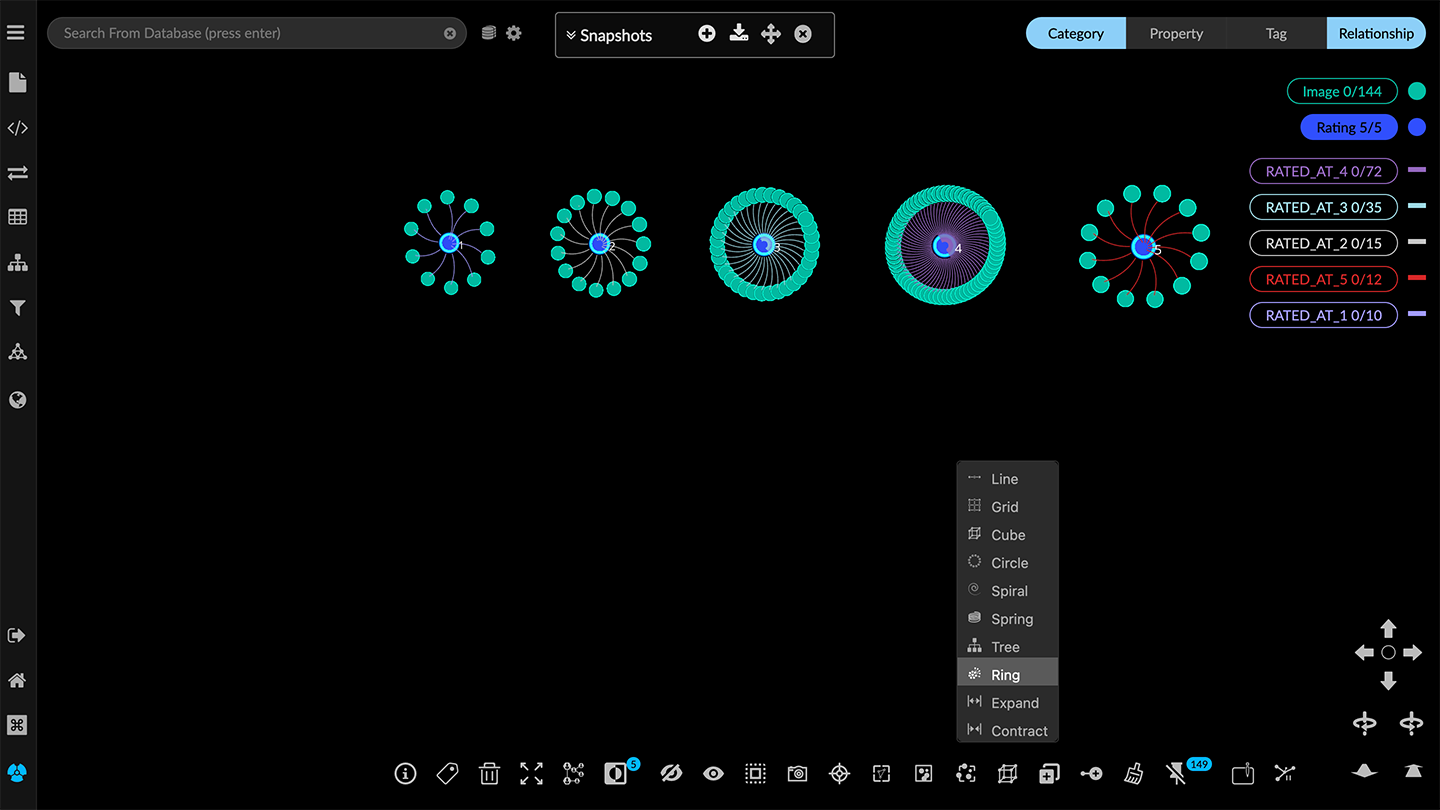 Search From Database (press enter)
Snapshots
Category Property Tag Relationship
Image 0/144
Rating 5/5
RATED_AT_4 0/72
RATED_AT_3 0/35
RATED_AT_2 0/15
RATED_AT_5 0/12
RATED_AT_1 0/10
1 2 3 4 5
Line
Grid
Cube
Circle
Spiral
Spring
Tree
Ring
Expand
Contract
5
149